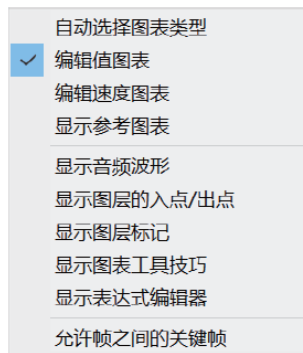 自动选择图表类型
编辑值图表
编辑速度图表
显示参考图表
显示音频波形
显示图层的入点/出点
显示图层标记
显示图表工具技巧
显示表达式编辑器
允许帧之间的关键帧